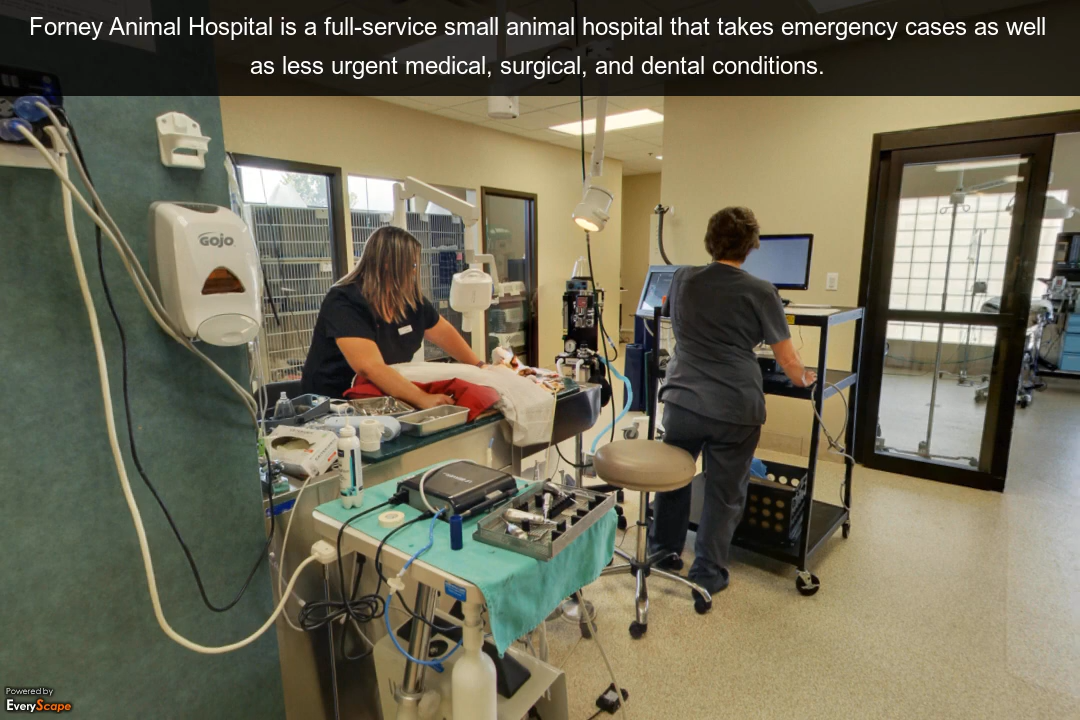 Forney Animal Hospital is a full-service small animal hospital that takes emergency cases as well
as less urgent medical, surgical, and dental conditions.
GOJO
Powered by
EveryScape